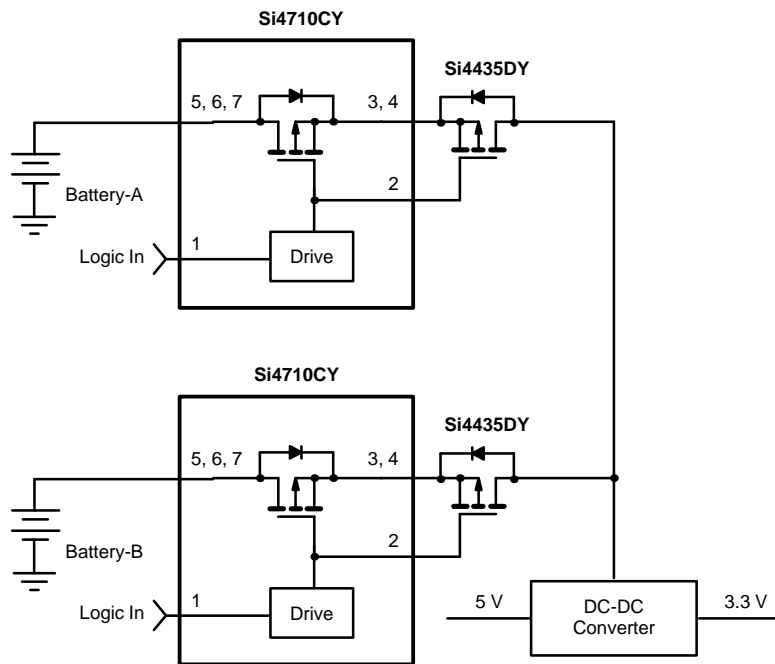 Si4710CY
Si4435DY
5, 6, 7
3, 4
2
Battery-A
Logic In
1
Drive
Si4710CY
Si4435DY
5, 6, 7
3, 4
2
Battery-B
Logic In
1
Drive
5 V
DC-DC
Converter
3.3 V